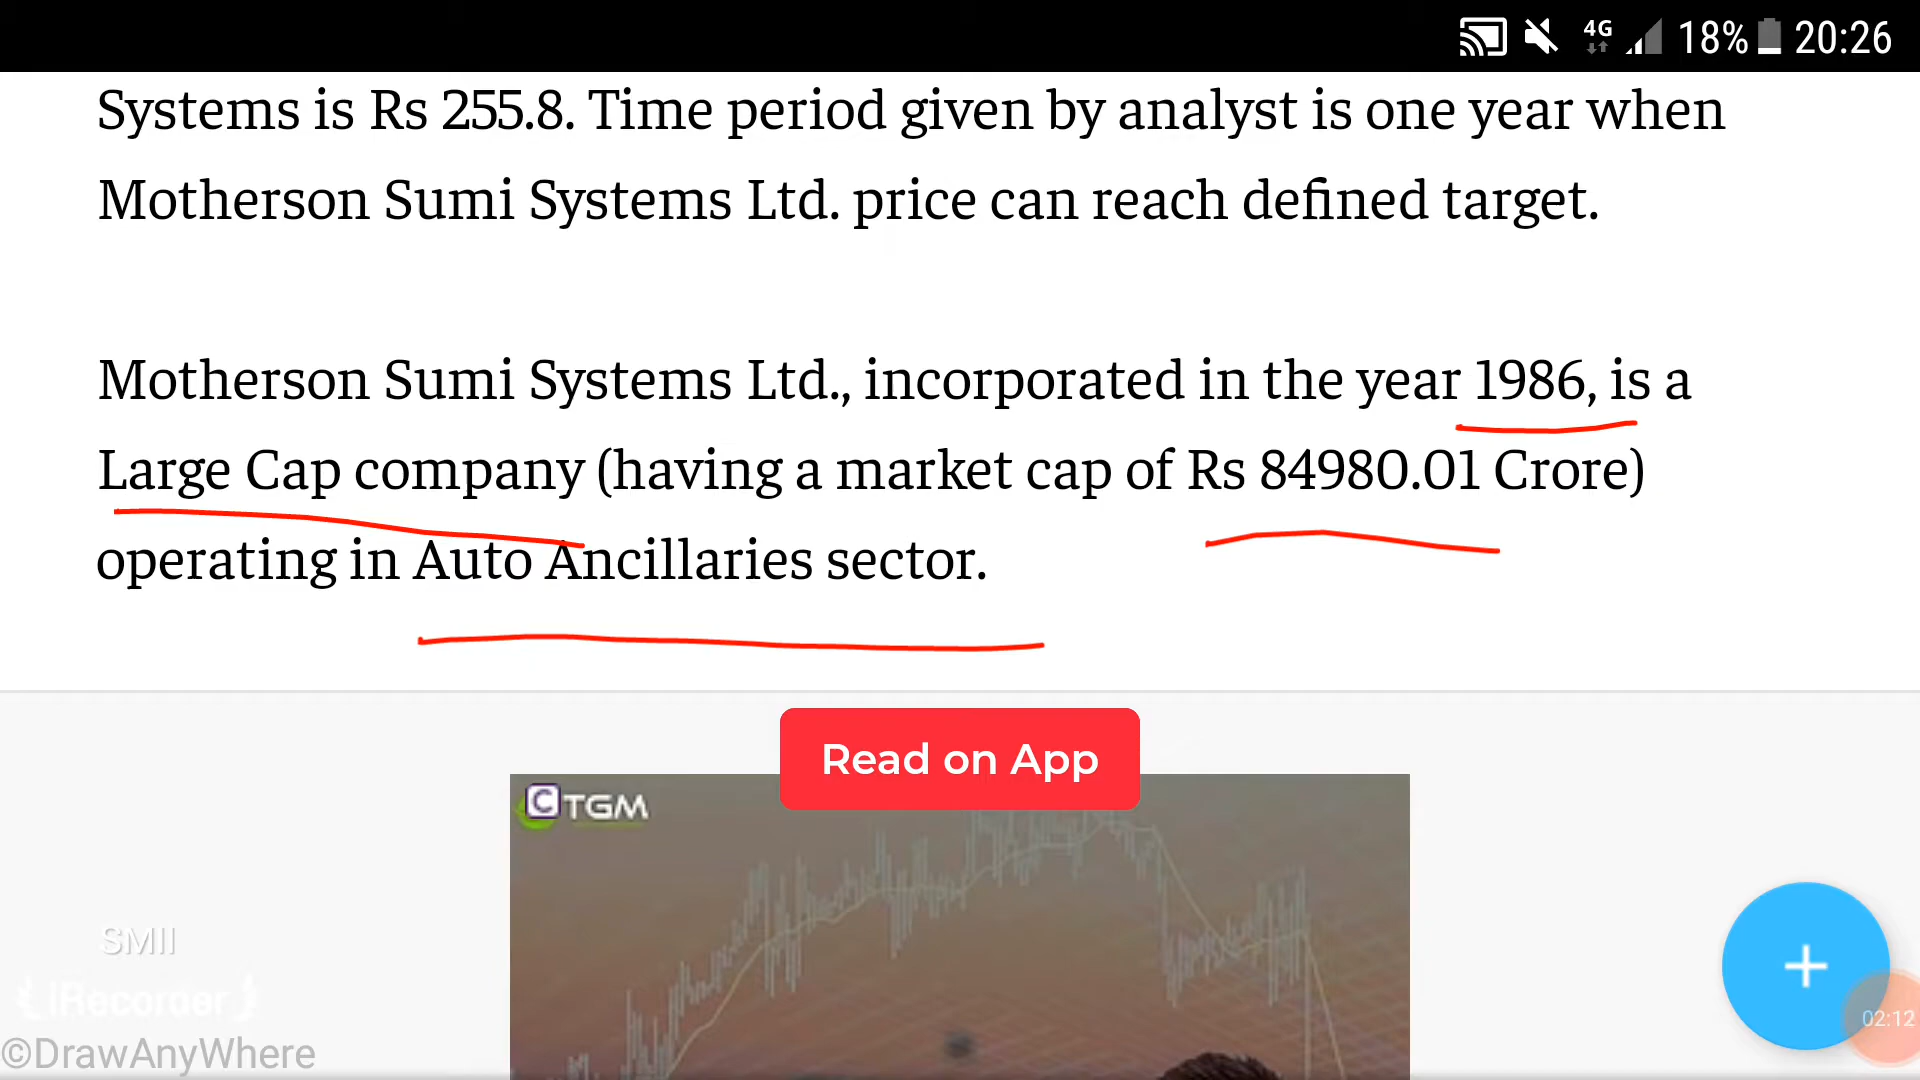 4G 18% 20:26
Systems is Rs 255.8. Time period given by analyst is one year when
Motherson Sumi Systems Ltd. price can reach defined target.
Motherson Sumi Systems Ltd., incorporated in the year 1986, is a
Large Cap company (having a market cap of Rs 84980.01 Crore)
operating in Auto Ancillaries sector.
Read on App
C TGM
SMII
iRecorder
©DrawAnyWhere
02:12